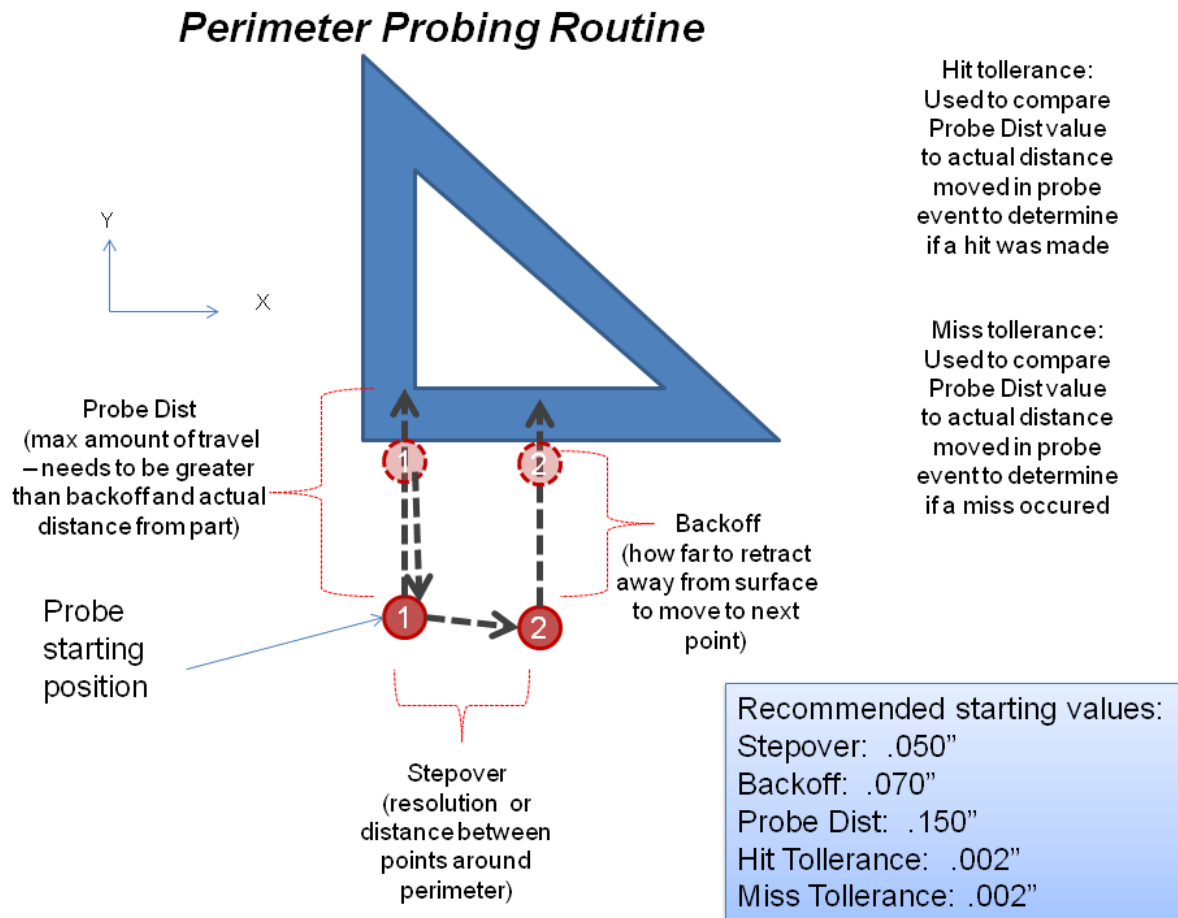 Perimeter Probing Routine
Hit tollerance:
Used to compare
Probe Dist value
to actual distance
moved in probe
event to determine
if a hit was made
Y
X
Miss tollerance:
Used to compare
Probe Dist value
to actual distance
moved in probe
event to determine
if a miss occured
Probe Dist
(max amount of travel
– needs to be greater
than backoff and actual
distance from part)
1
2
Backoff
(how far to retract
away from surface
to move to next
point)
1
2
Probe
starting
position
Stepover
(resolution or
distance between
points around
perimeter)
Recommended starting values:
Stepover: .050”
Backoff: .070”
Probe Dist: .150”
Hit Tollerance: .002”
Miss Tollerance: .002”